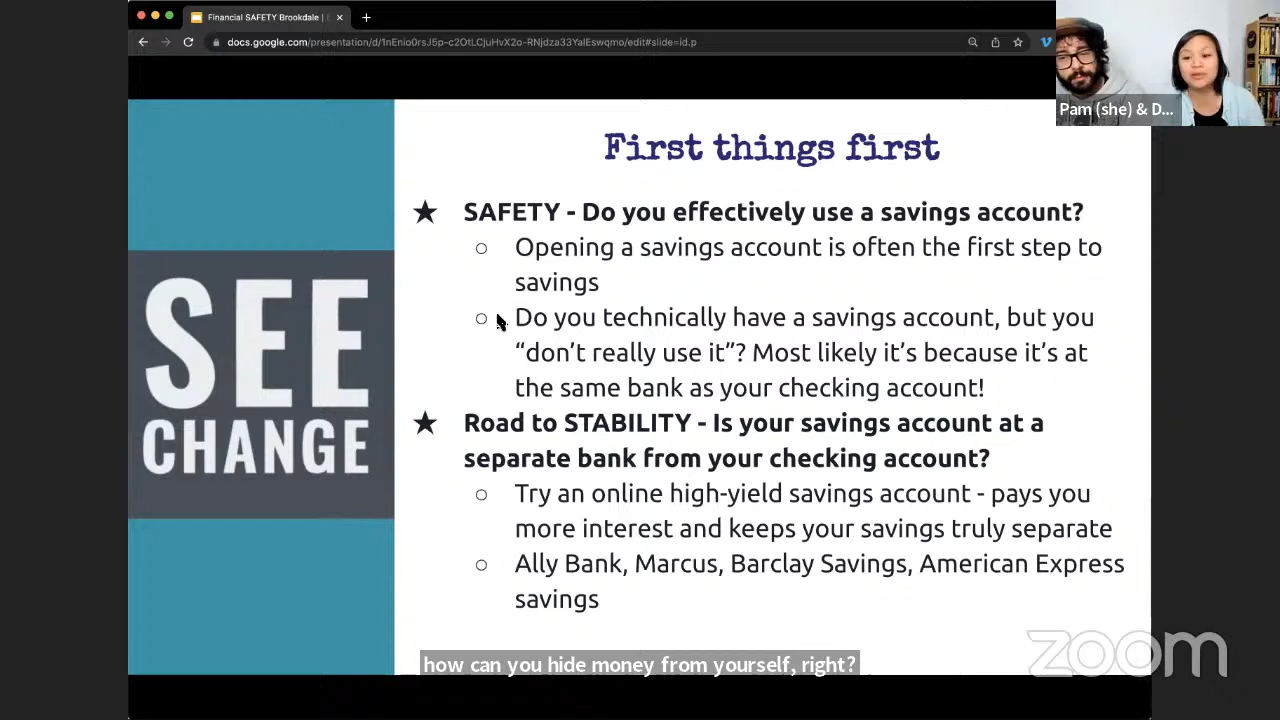 Financial SAFETY Brookdale |
docs.google.com/presentation/d/1nEnio0rsJ5p-c2OtLCjuHvX2o-RNjdza33YalEswqmo/edit#slide=id.p
Pam (she) & D...
First things first
SEE
CHANGE
★ SAFETY - Do you effectively use a savings account?
○ Opening a savings account is often the first step to
savings
○ Do you technically have a savings account, but you
“don’t really use it”? Most likely it’s because it’s at
the same bank as your checking account!
★ Road to STABILITY - Is your savings account at a
separate bank from your checking account?
○ Try an online high-yield savings account - pays you
more interest and keeps your savings truly separate
○ Ally Bank, Marcus, Barclay Savings, American Express
savings
how can you hide money from yourself, right?
zoom